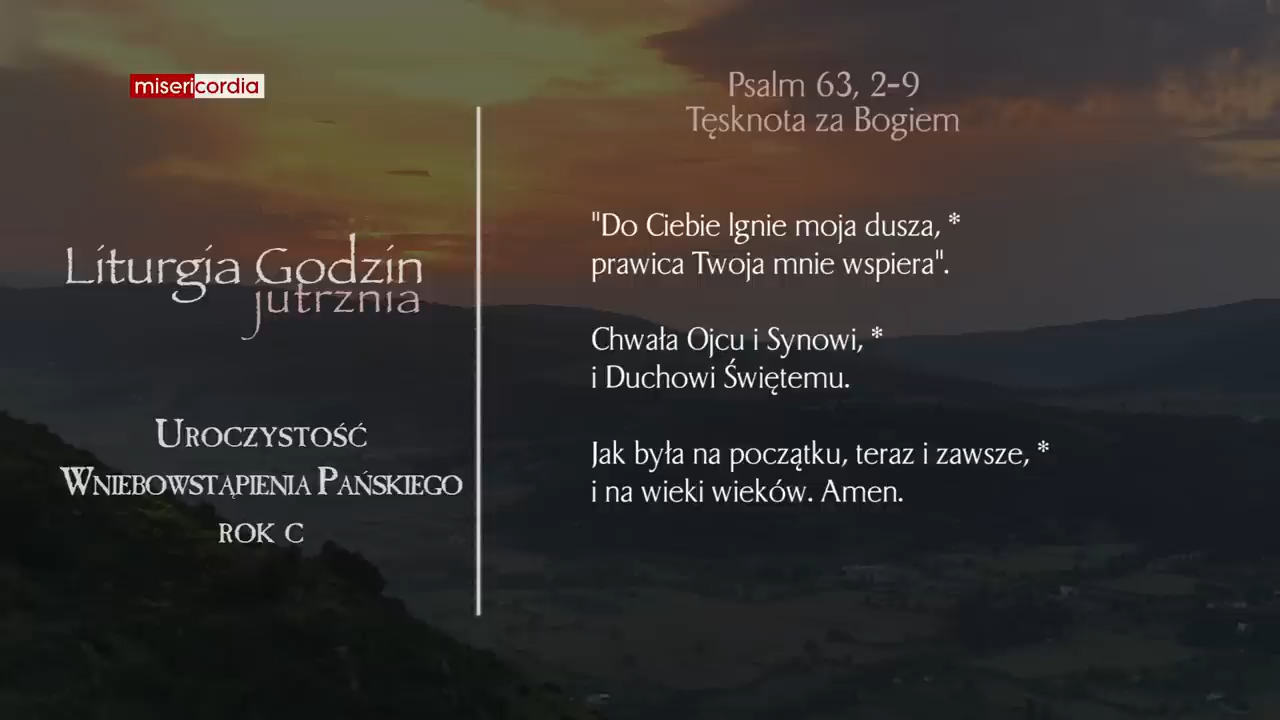 misericordia
Liturgia Godzin
jutrznia
Uroczystość
Wniebowstąpienia Pańskiego
rok C
Psalm 63, 2-9
Tęsknota za Bogiem
"Do Ciebie lgnie moja dusza, *
prawica Twoja mnie wspiera".
Chwała Ojcu i Synowi, *
i Duchowi Świętemu.
Jak była na początku, teraz i zawsze, *
i na wieki wieków. Amen.